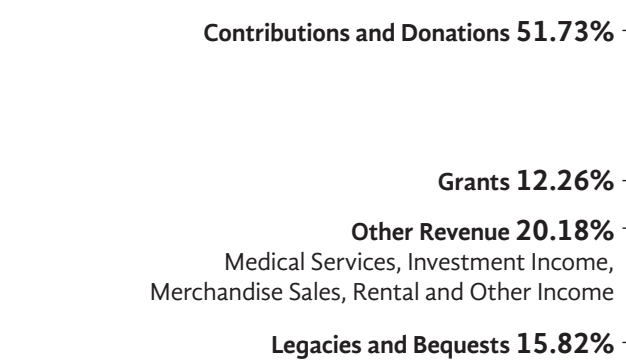 Contributions and Donations 51.73%
Grants 12.26%
Other Revenue 20.18%
Medical Services, Investment Income,
Merchandise Sales, Rental and Other Income
Legacies and Bequests 15.82%